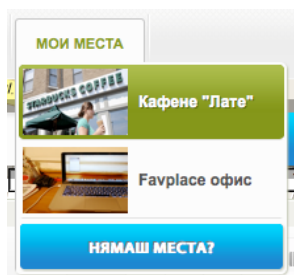 МОИ МЕСТА
STARBUCKS COFFEE
Кафене "Лате"
Favplace офис
НЯМАШ МЕСТА?